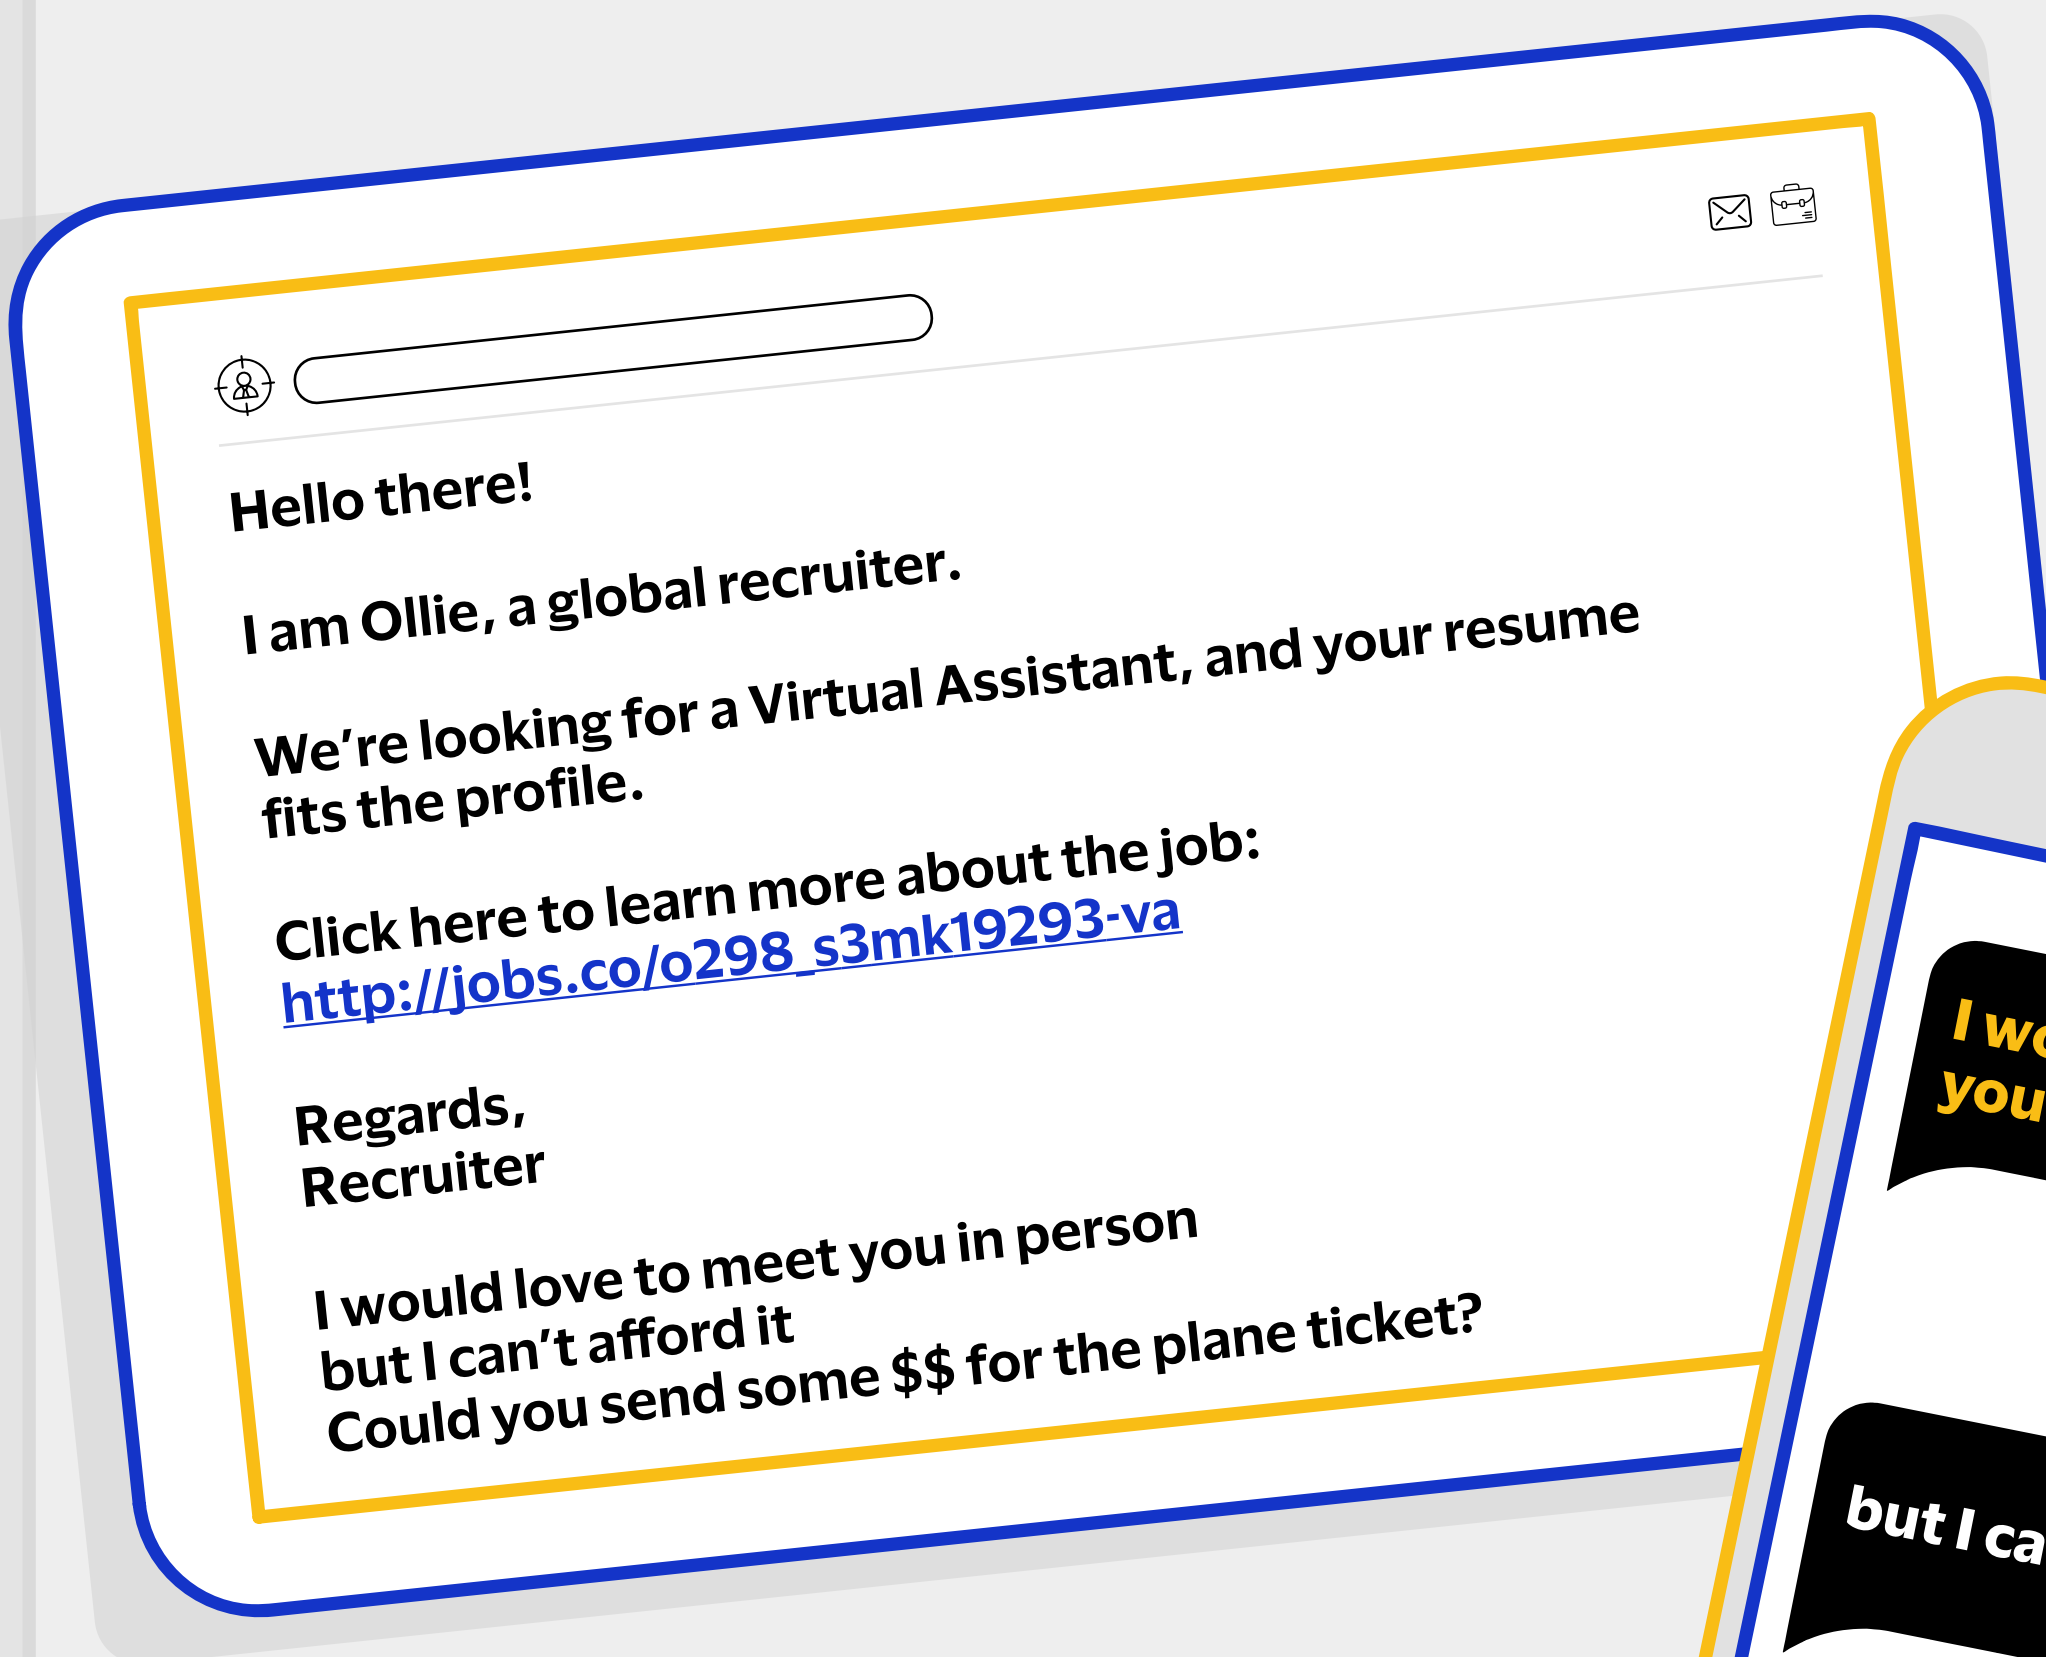 Hello there!
I am Ollie, a global recruiter.
We're looking for a Virtual Assistant, and your resume
fits the profile.
Click here to learn more about the job:
http://jobs.co/o298_s3mk19293-va
Regards,
Recruiter
I would love to meet you in person
but I can't afford it
Could you send some $$ for the plane ticket?
I
you
but I